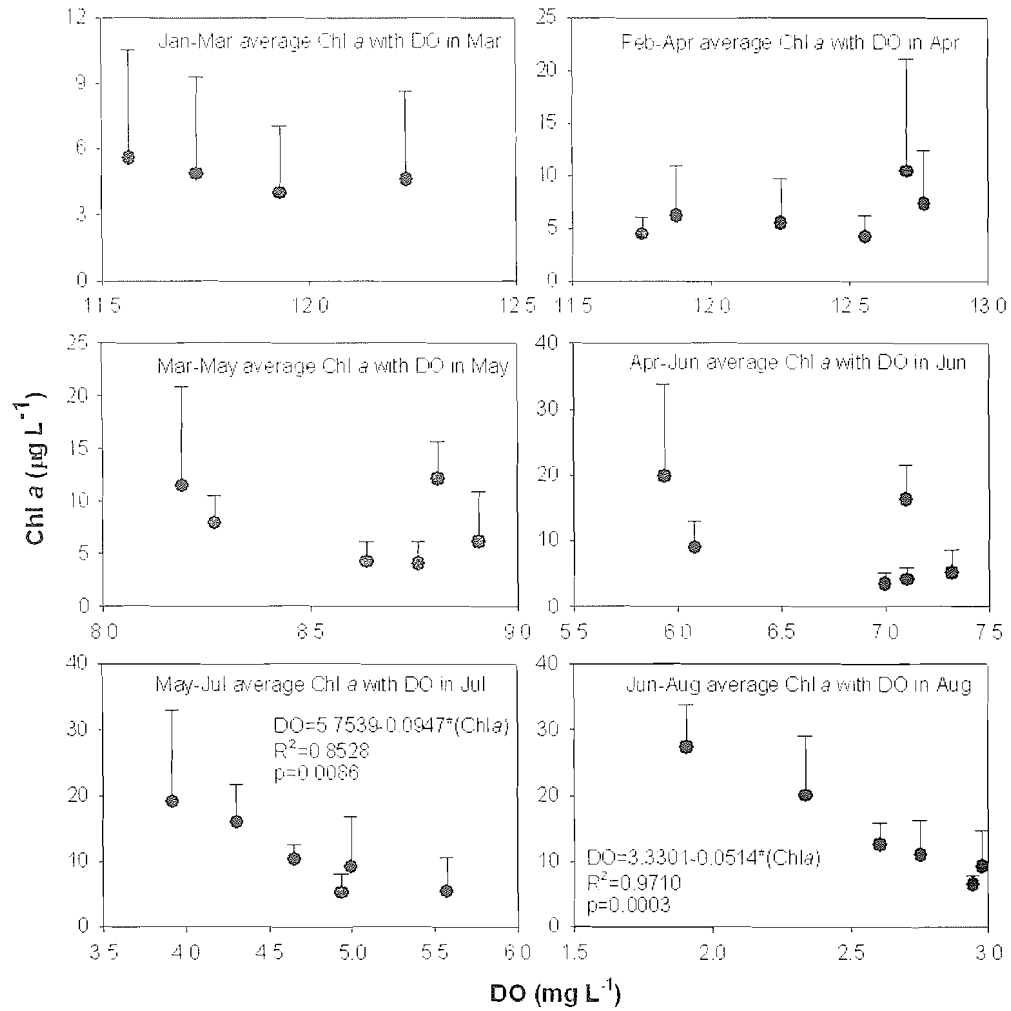 Jan-Mar average Chl a with DO in Mar
12
9
6
3
0
11 5 12 0 12 5
Feb-Apr average Chl a with DO in Apr
25
20
15
10
5
0
11 5 12 0 12 5 13 0
Mar-May average Chl a with DO in May
25
20
15
10
5
0
8 0 8 5 9 0
Apr-Jun average Chl a with DO in Jun
40
30
20
10
0
5 5 6 0 6 5 7 0 7 5
May-Jul average Chl a with DO in Jul
DO=5 7539-0.0947*(Chla)
R²=0 8528
p=0 0086
40
30
20
10
0
3 5 4 0 4 5 5 0 5 5 6 0
Jun-Aug average Chl a with DO in Aug
DO=3.3301-0.0514*(Chla)
R²=0.9710
p=0.0003
40
30
20
10
0
1.5 2.0 2.5 3.0
Chl a (µg L⁻¹)
DO (mg L⁻¹)